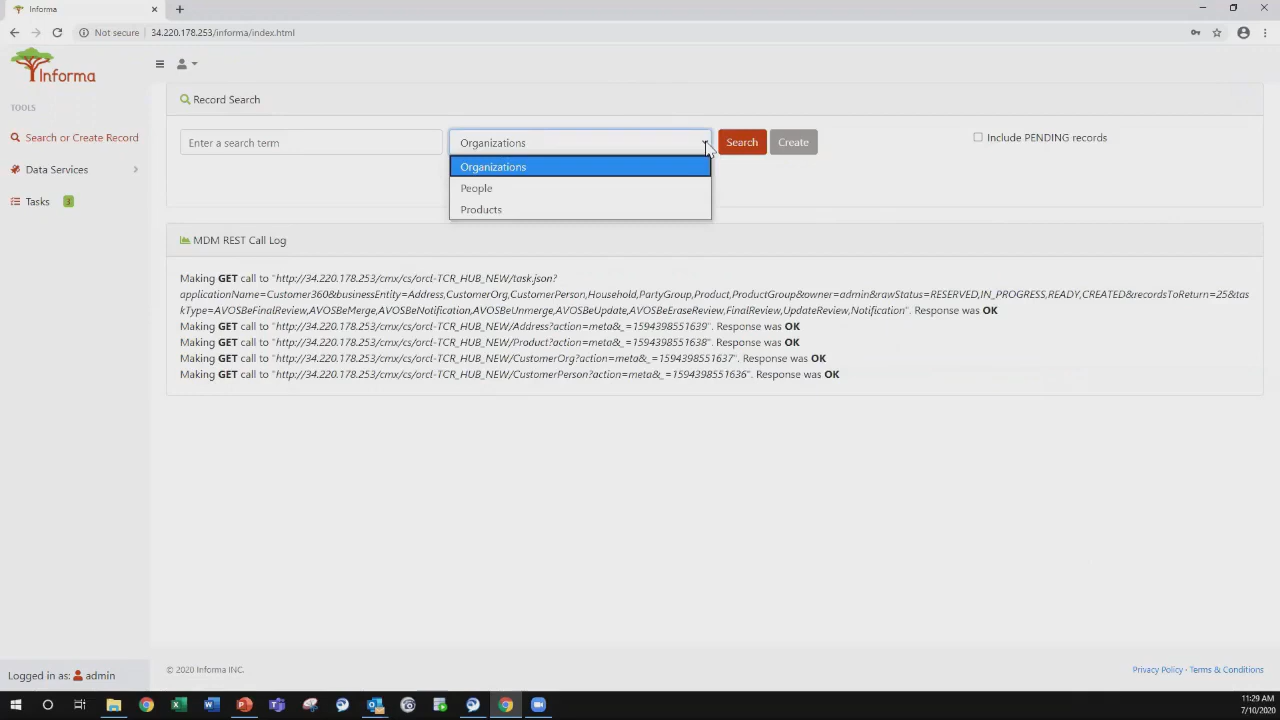 Informa
Not secure
34.220.178.253/informa/index.html
Informa
TOOLS
Search or Create Record
Data Services
Tasks 3
Record Search
Enter a search term
Organizations
Search
Create
Include PENDING records
Organizations
People
Products
MDM REST Call Log
Making GET call to "http://34.220.178.253/cmx/cs/orcl-TCR_HUB_NEW/task.json?
applicationName=Customer360&businessEntity=Address,CustomerOrg,CustomerPerson,Household,PartyGroup,Product,ProductGroup&owner=admin&rawStatus=RESERVED,IN_PROGRESS,READY,CREATED&recordsToReturn=25&tas
kType=AVOSBeFinalReview,AVOSBeMerge,AVOSBeNotification,AVOSBeUnmerge,AVOSBeUpdate,AVOSBeEraseReview,FinalReview,UpdateReview,Notification". Response was OK
Making GET call to "http://34.220.178.253/cmx/cs/orcl-TCR_HUB_NEW/Address?action=meta&_=1594398551639". Response was OK
Making GET call to "http://34.220.178.253/cmx/cs/orcl-TCR_HUB_NEW/Product?action=meta&_=1594398551638". Response was OK
Making GET call to "http://34.220.178.253/cmx/cs/orcl-TCR_HUB_NEW/CustomerOrg?action=meta&_=1594398551637". Response was OK
Making GET call to "http://34.220.178.253/cmx/cs/orcl-TCR_HUB_NEW/CustomerPerson?action=meta&_=1594398551636". Response was OK
Logged in as: admin
© 2020 Informa INC.
Privacy Policy · Terms & Conditions
11:29 AM
7/10/2020